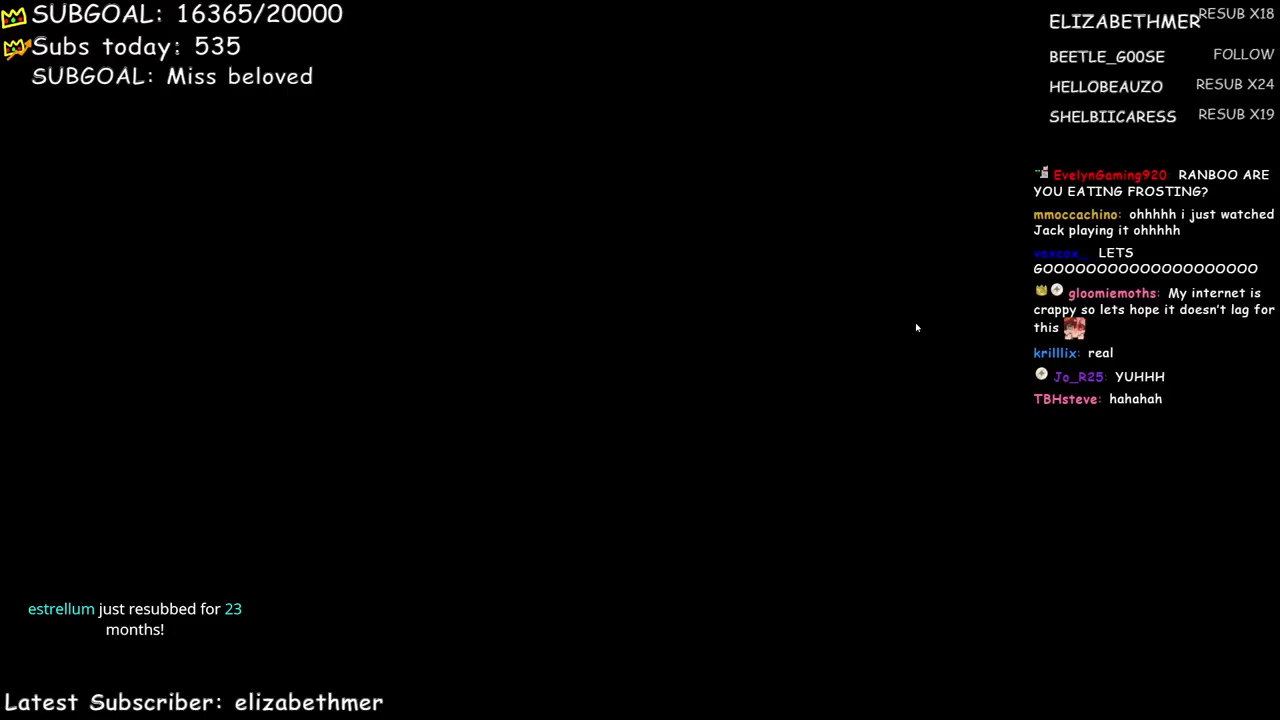 SUBGOAL: 16365/20000
Subs today: 535
SUBGOAL: Miss beloved
ELIZABETHMER RESUB X18
BEETLE_G00SE FOLLOW
HELLOBEAUZO RESUB X24
SHELBIICARESS RESUB X19
EvelynGaming920 RANBOO ARE
YOU EATING FROSTING?
mmoccachino: ohhhhh i just watched
Jack playing it ohhhhh
LETS
GOOOOOOOOOOOOOOOOOOOO
gloomiemoths: My internet is
crappy so lets hope it doesn't lag for
this
krilllix: real
Jo_R25: YUHHH
TBHsteve: hahahah
estrellum just resubbed for 23
months!
Latest Subscriber: elizabethmer